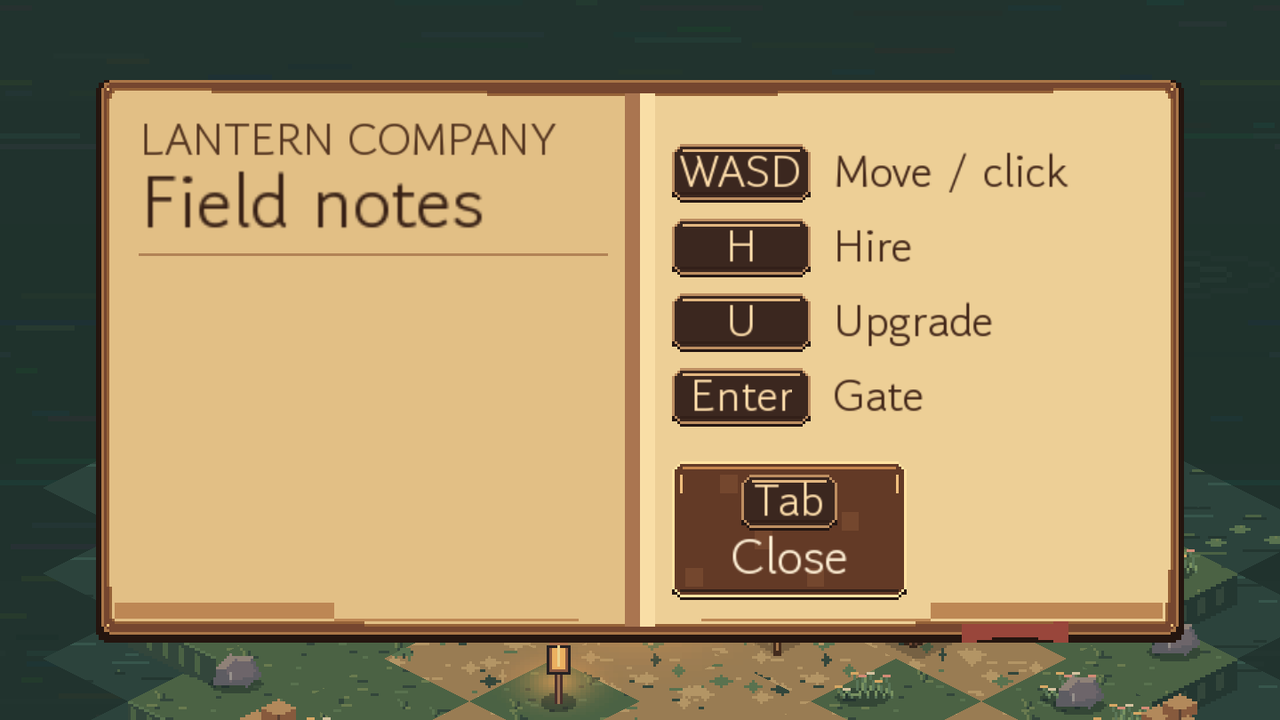 LANTERN COMPANY
Field notes
WASD Move / click
H Hire
U Upgrade
Enter Gate
Tab
Close